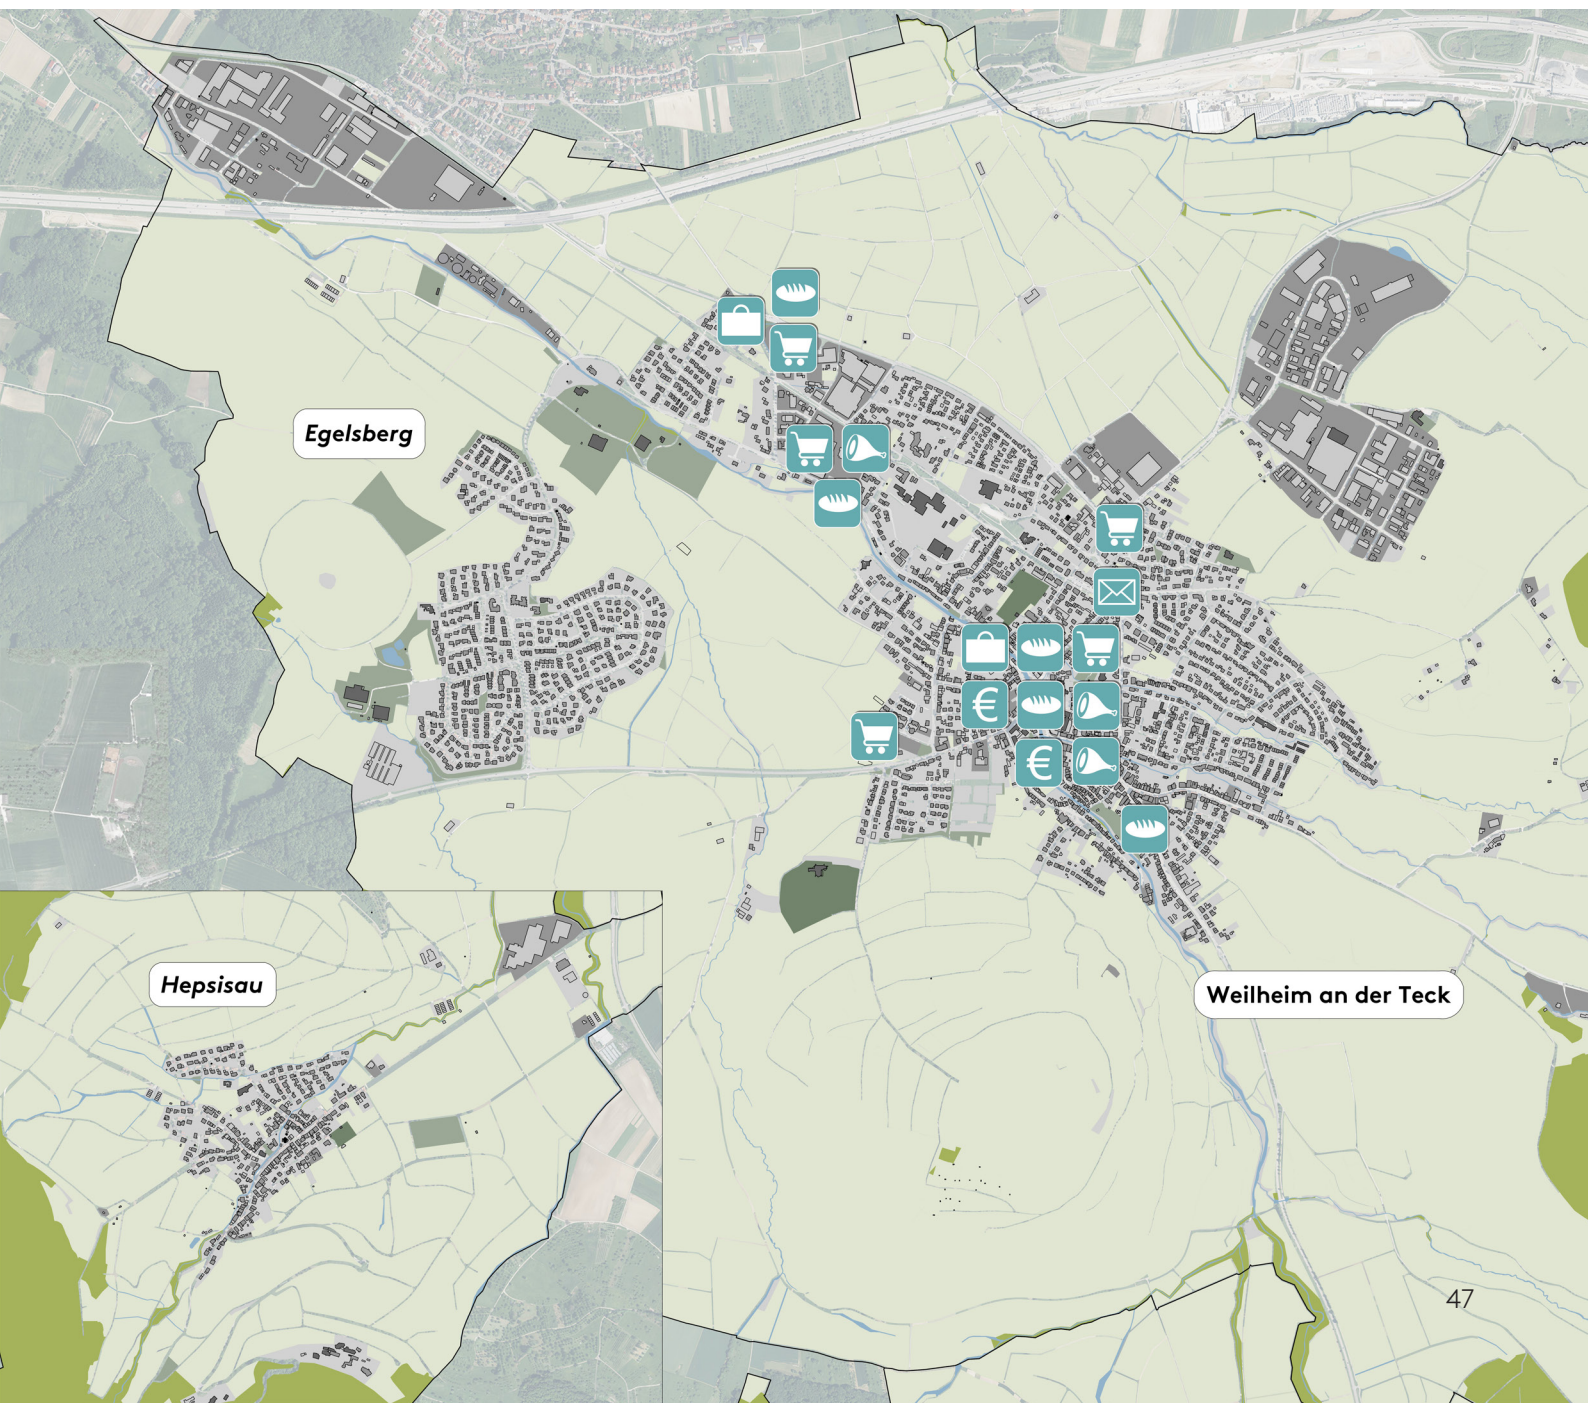 Egelsberg
€
€
Hepsisau
Weilheim an der Teck
47